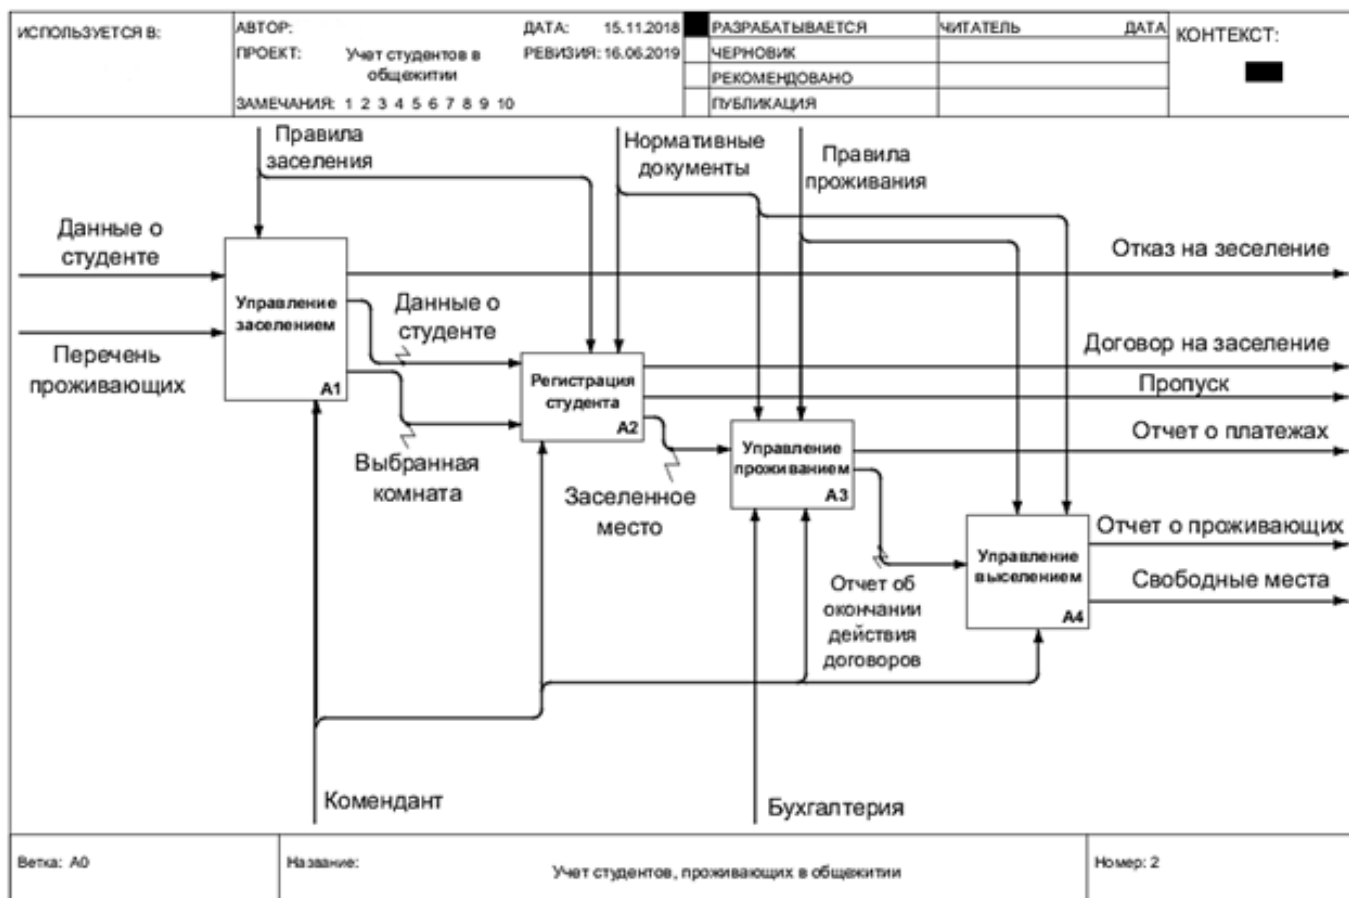 ИСПОЛЬЗУЕТСЯ В:
АВТОР:
ДАТА: 15.11.2018
ПРОЕКТ: Учет студентов в
общежитии
РЕВИЗИЯ: 16.06.2019
ЗАМЕЧАНИЯ: 1 2 3 4 5 6 7 8 9 10
РАЗРАБАТЫВАЕТСЯ
ЧЕРНОВИК
РЕКОМЕНДОВАНО
ПУБЛИКАЦИЯ
ЧИТАТЕЛЬ
ДАТА
КОНТЕКСТ:
Правила
заселения
Нормативные
документы
Правила
проживания
Данные о
студенте
Перечень
проживающих
Управление
заселением
A1
Данные о
студенте
Выбранная
комната
Регистрация
студента
A2
Заселенное
место
Управление
проживанием
A3
Отчет об
окончании
действия
договоров
Управление
выселением
A4
Отказ на зеселение
Договор на заселение
Пропуск
Отчет о платежах
Отчет о проживающих
Свободные места
Комендант
Бухгалтерия
Ветка: A0
Название:
Учет студентов, проживающих в общежитии
Номер: 2